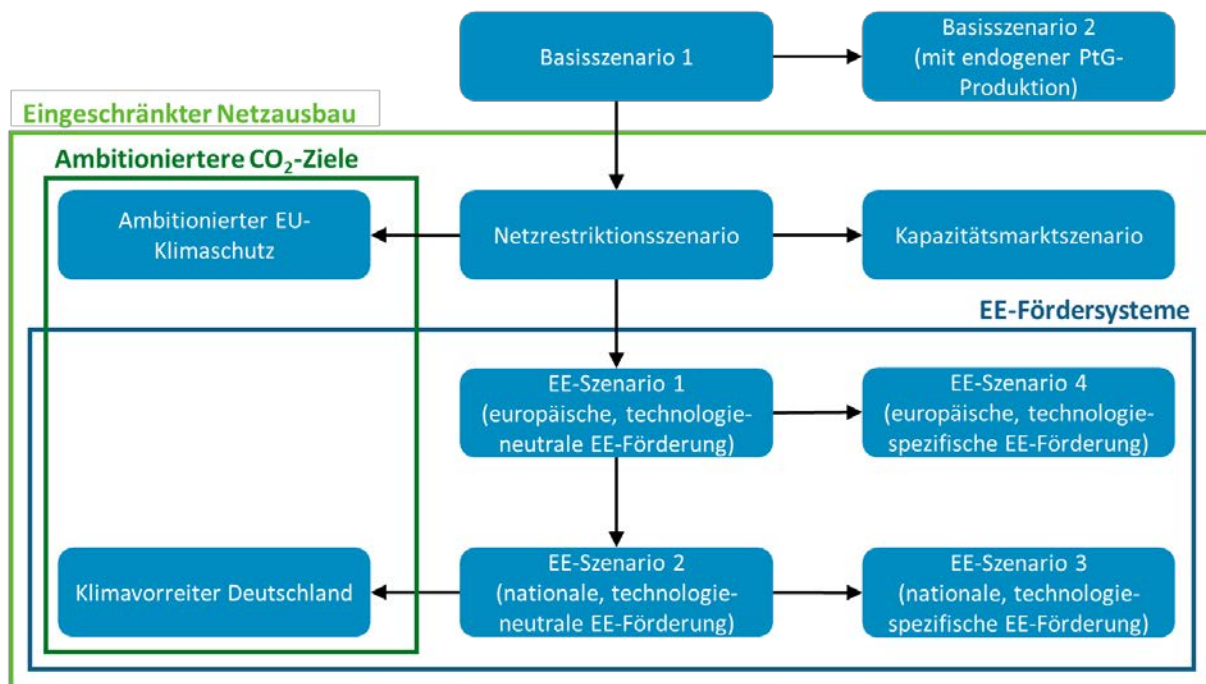 Basisszenario 1
Basisszenario 2
(mit endogener PtG-
Produktion)
Eingeschränkter Netzausbau
Ambitioniertere CO₂-Ziele
Ambitionierter EU-
Klimaschutz
Netzrestriktionsszenario
Kapazitätsmarktszenario
EE-Fördersysteme
EE-Szenario 1
(europäische, technologie-
neutrale EE-Förderung)
EE-Szenario 4
(europäische, technologie-
spezifische EE-Förderung)
Klimavorreiter Deutschland
EE-Szenario 2
(nationale, technologie-
neutrale EE-Förderung)
EE-Szenario 3
(nationale, technologie-
spezifische EE-Förderung)